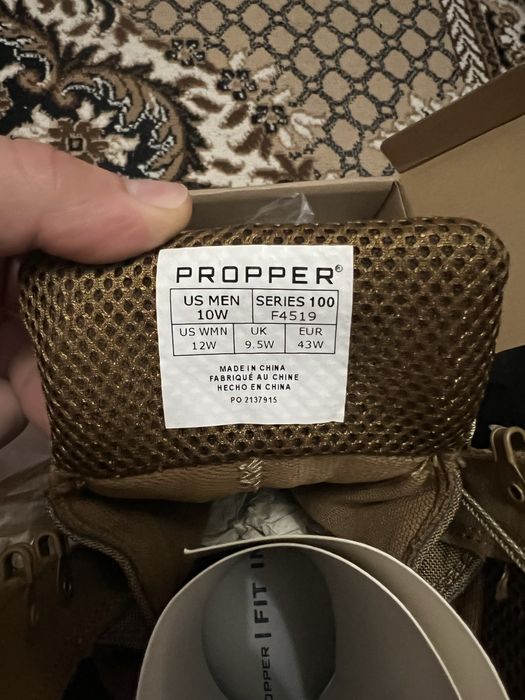 PROPPER®
US MEN 10W SERIES 100 F4519
US WMN 12W UK 9.5W EUR 43W
MADE IN CHINA
FABRIQUÉ AU CHINE
HECHO EN CHINA
PO 2137915
FIT IN